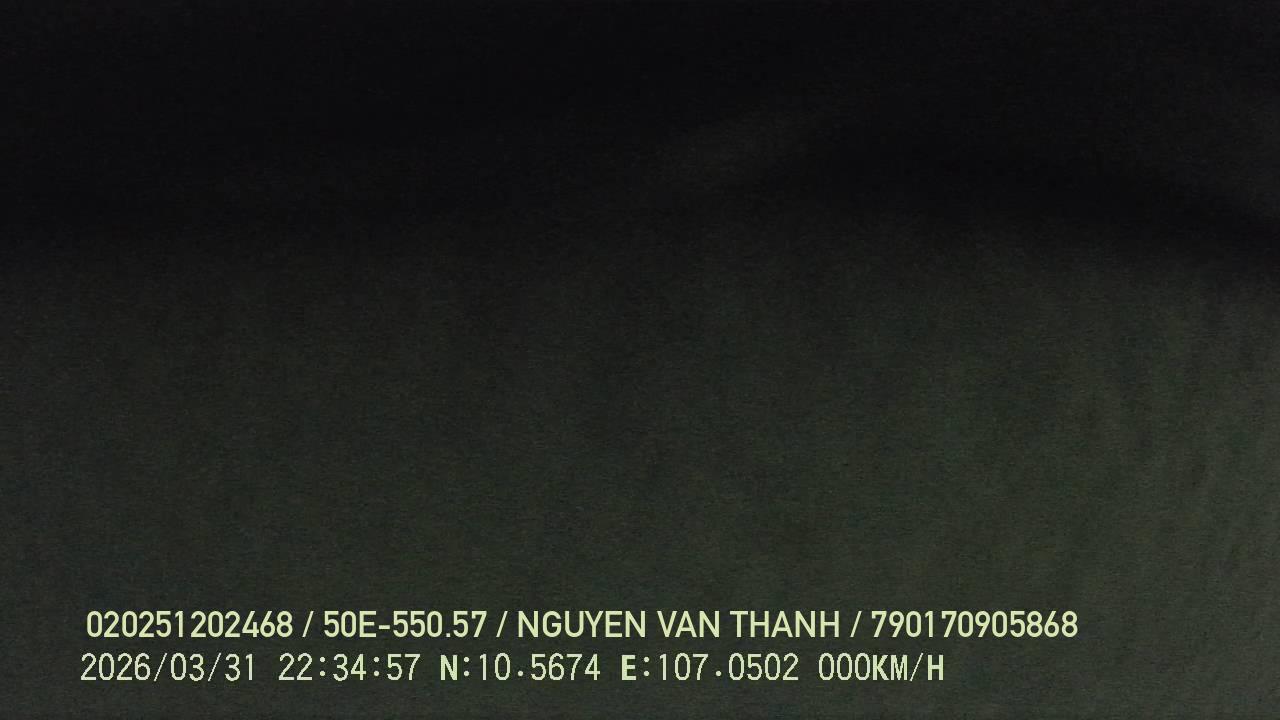 020251202468 / 50E-550.57 / NGUYEN VAN THANH / 790170905868
2026/03/31 22:34:57 N:10.5674 E:107.0502 000KM/H